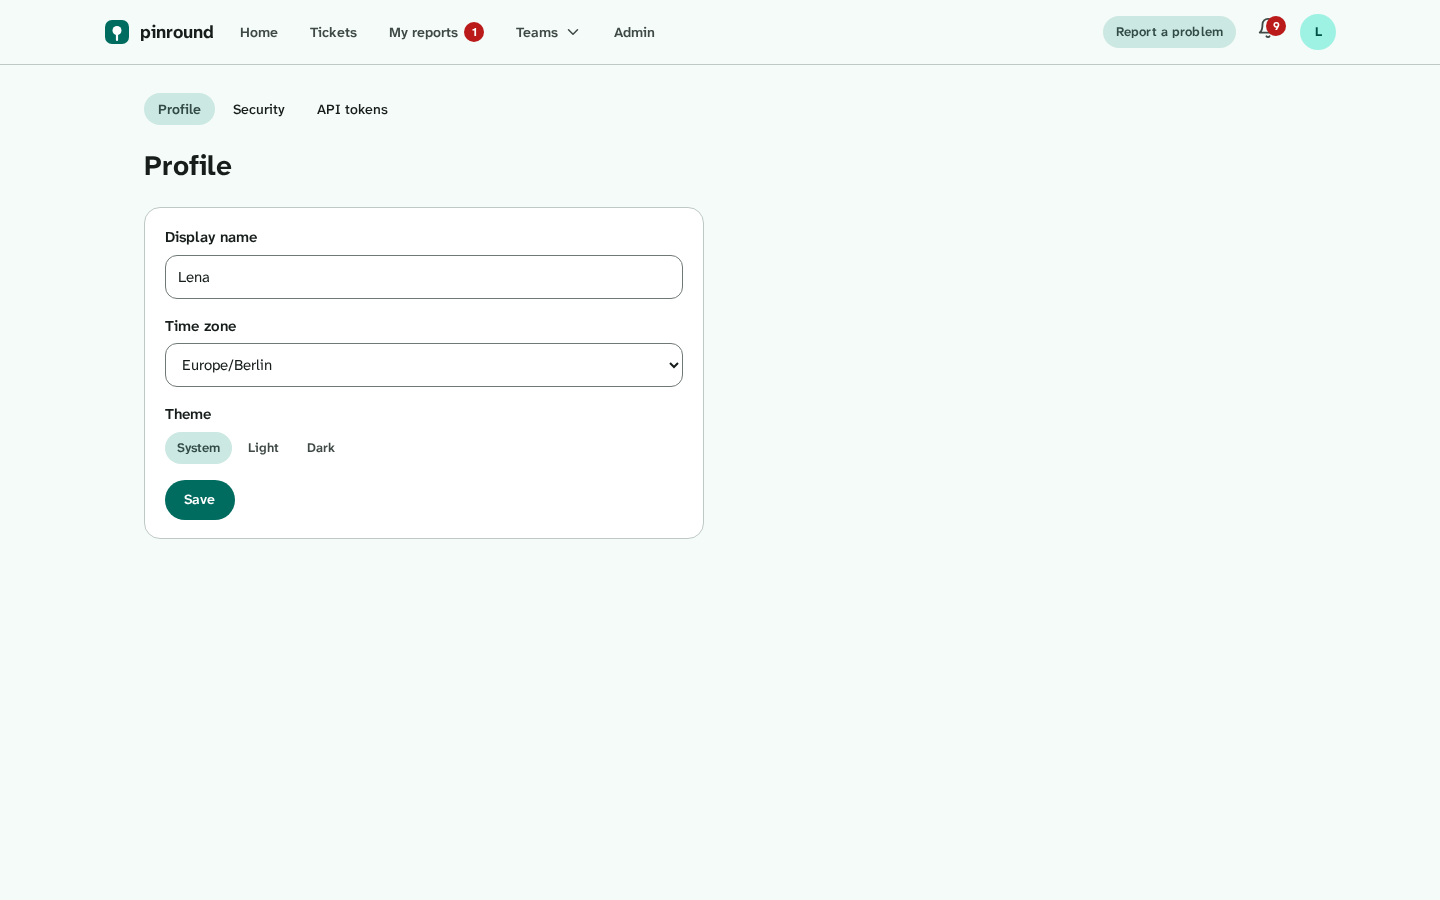 pinround Home Tickets My reports 1 Teams Admin Report a problem 9 L
Profile Security API tokens
Profile
Display name
Lena
Time zone
Europe/Berlin
Theme
System Light Dark
Save